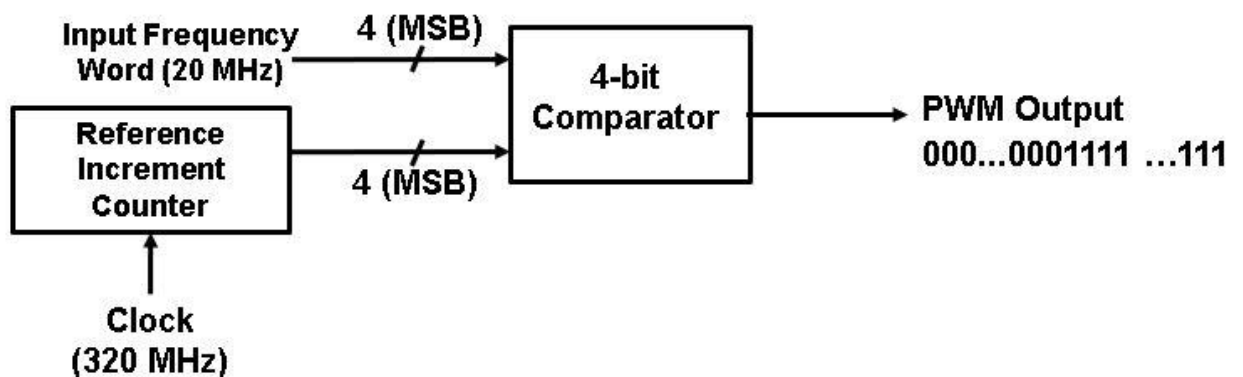 Input Frequency
Word (20 MHz)
4 (MSB)
4-bit
Comparator
PWM Output
000...0001111 ...111
Reference
Increment
Counter
4 (MSB)
Clock
(320 MHz)